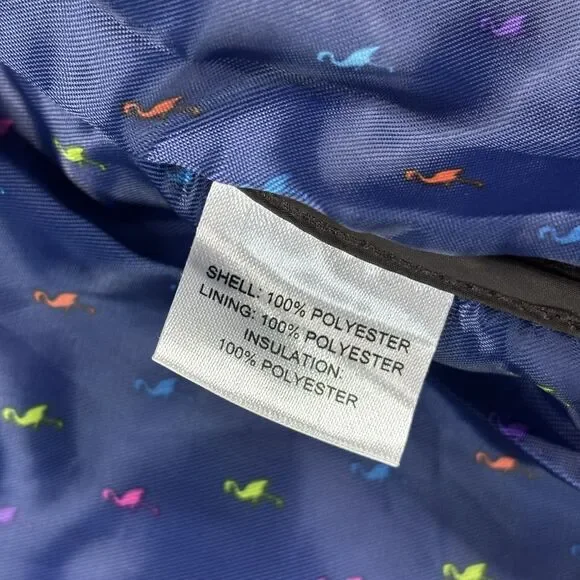 SHELL: 100% POLYESTER
LINING: 100% POLYESTER
INSULATION.
100% POLYESTER